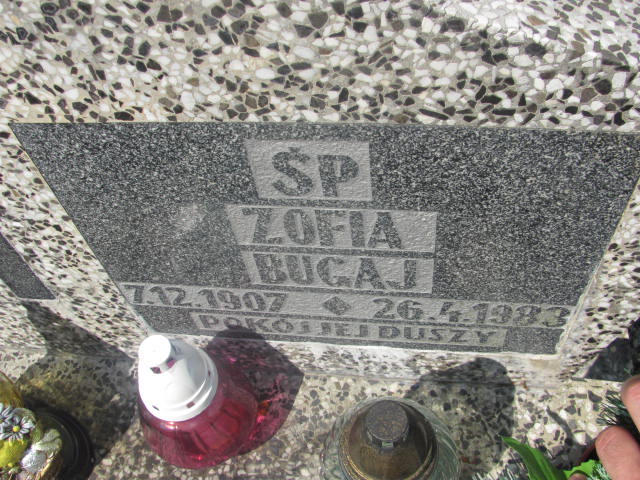 ŚP
ZOFIA
BUGAJ
7.12.1907 ◆ 26.4.1983
POKÓJ JEJ DUSZY